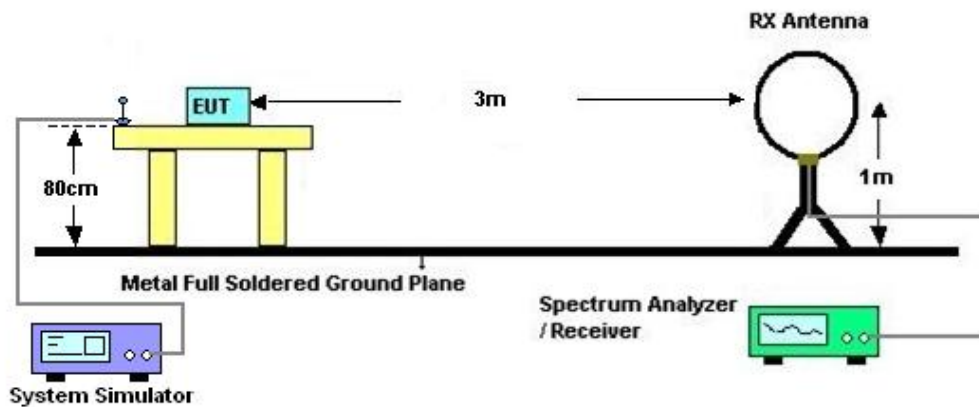 RX Antenna
EUT
3m
80cm
1m
Metal Full Soldered Ground Plane
Spectrum Analyzer
/ Receiver
System Simulator